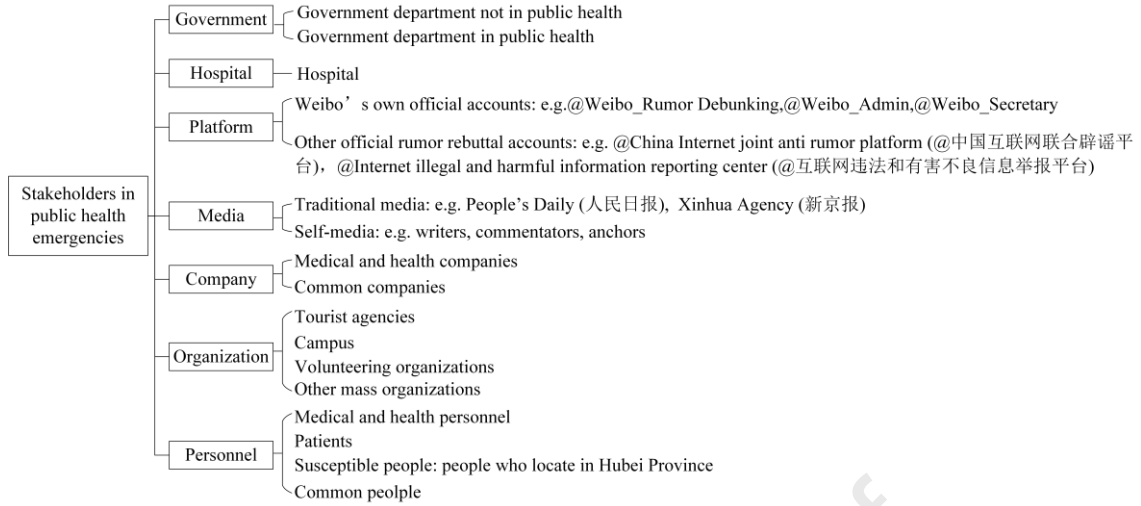 Stakeholders in
public health
emergencies
Government
Government department not in public health
Government department in public health
Hospital
Hospital
Platform
Weibo’s own official accounts: e.g.@Weibo_Rumor Debunking,@Weibo_Admin,@Weibo_Secretary
Other official rumor rebuttal accounts: e.g. @China Internet joint anti rumor platform (@中国互联网联合辟谣平
台), @Internet illegal and harmful information reporting center (@互联网违法和有害不良信息举报平台)
Media
Traditional media: e.g. People’s Daily (人民日报), Xinhua Agency (新京报)
Self-media: e.g. writers, commentators, anchors
Company
Medical and health companies
Common companies
Organization
Tourist agencies
Campus
Volunteering organizations
Other mass organizations
Personnel
Medical and health personnel
Patients
Susceptible people: people who locate in Hubei Province
Common peolple